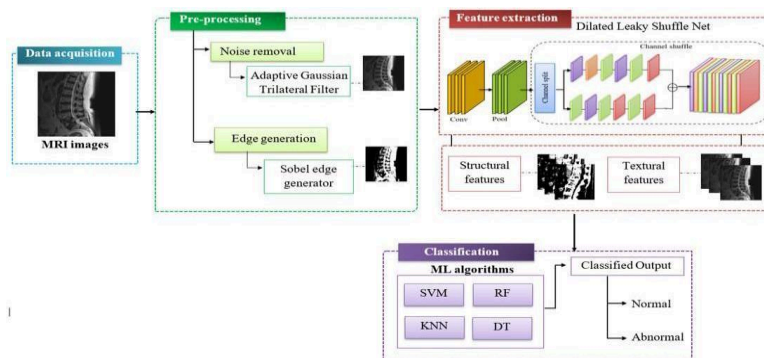 Data acquisition
MRI images
Pre-processing
Noise removal
Adaptive Gaussian
Trilateral Filter
Edge generation
Sobel edge
generator
Feature extraction
Dilated Leaky Shuffle Net
Channel shuffle
Conv
Pool
Channel split
Structural
features
Textural
features
Classification
ML algorithms
SVM
RF
KNN
DT
Classified Output
Normal
Abnormal